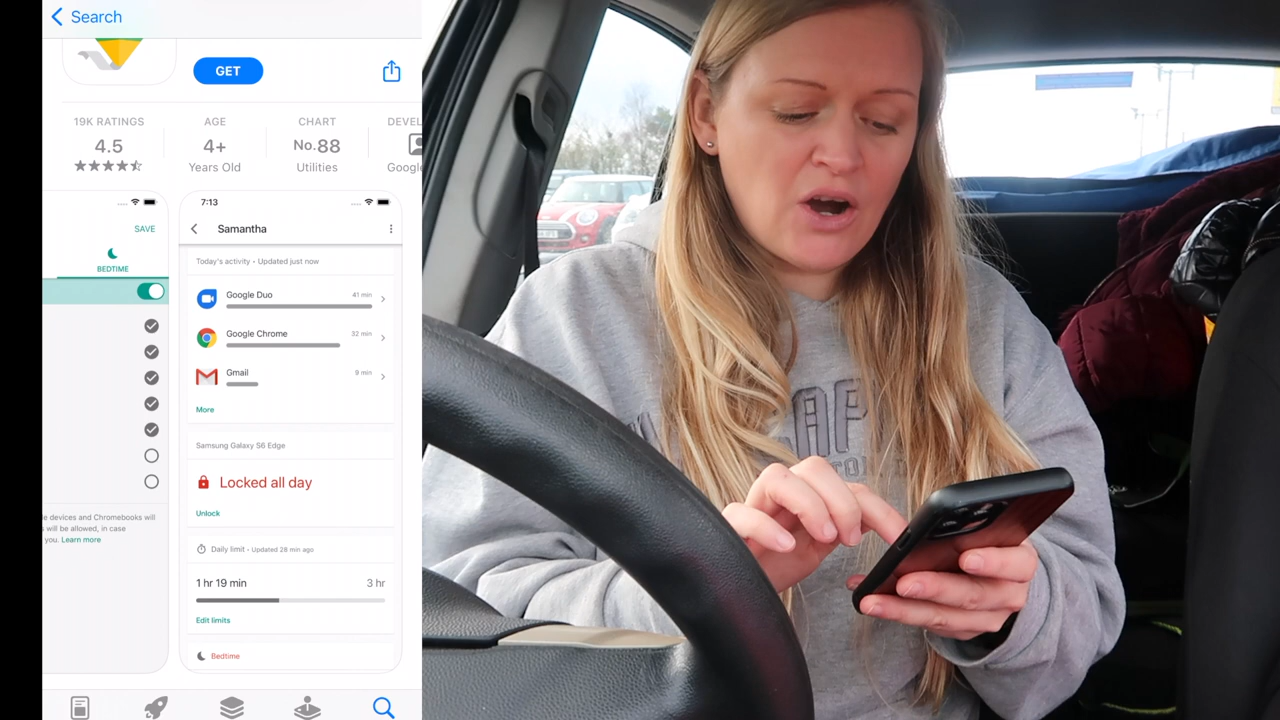 Search
GET
19K RATINGS
4.5
AGE
4+
Years Old
CHART
No.88
Utilities
DEVEL
Google
SAVE
BEDTIME
e devices and Chromebooks will
s will be allowed, in case
you. Learn more
7:13
Samantha
Today's activity • Updated just now
Google Duo
41 min
Google Chrome
32 min
Gmail
9 min
More
Samsung Galaxy S6 Edge
Locked all day
Unlock
Daily limit • Updated 28 min ago
1 hr 19 min
3 hr
Edit limits
Bedtime